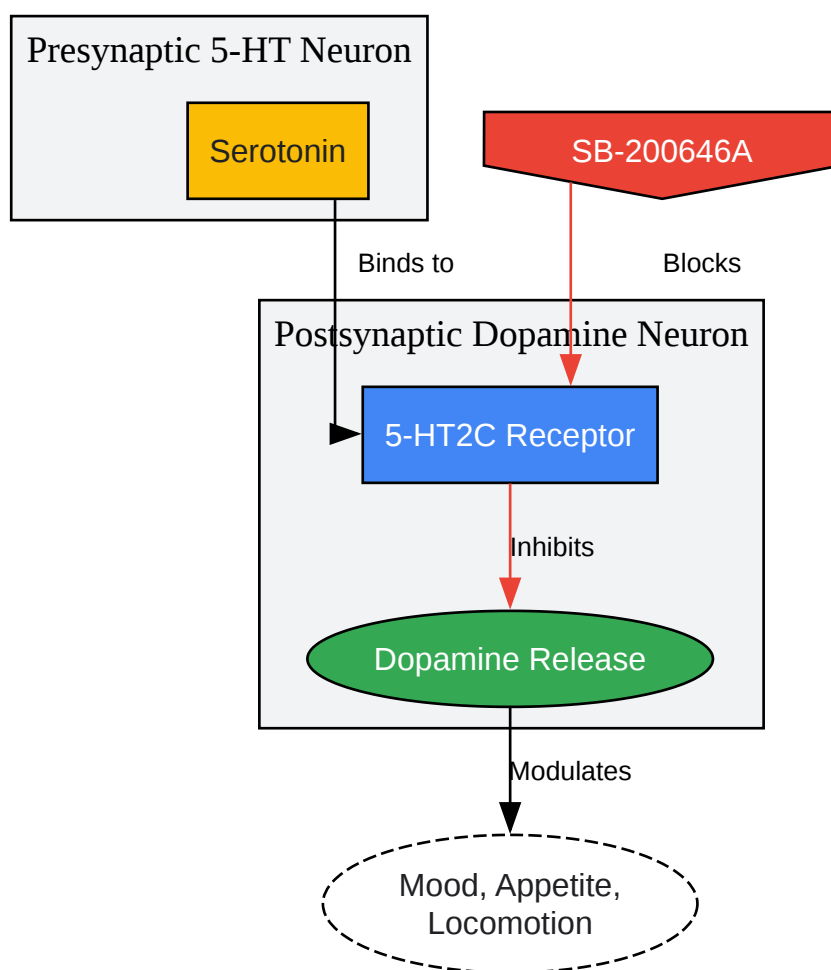 Presynaptic 5-HT Neuron
Serotonin
SB-200646A
Binds to
Blocks
Postsynaptic Dopamine Neuron
5-HT2C Receptor
Inhibits
Dopamine Release
Modulates
Mood, Appetite,
Locomotion